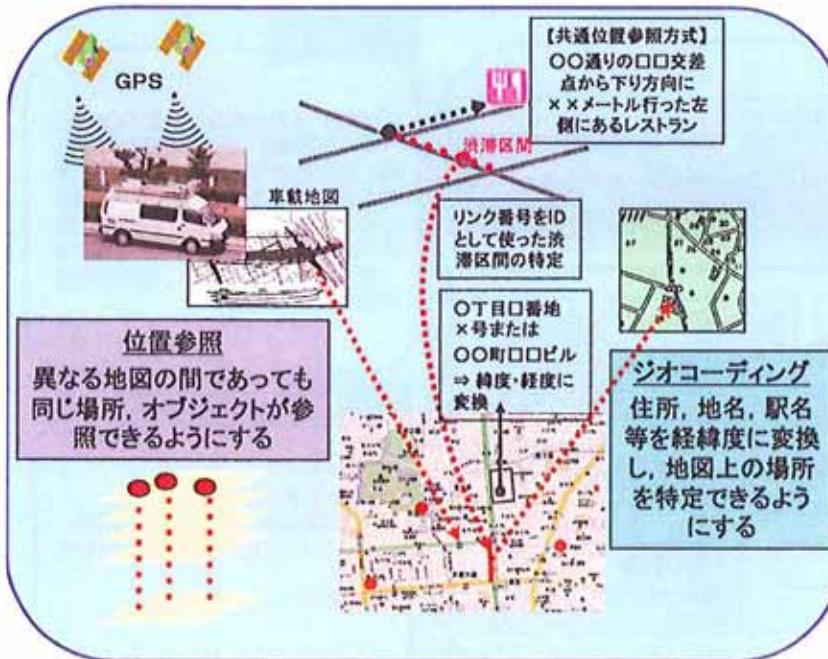 GPS
【共通位置参照方式】
○○通りの□□交差
点から下り方向に
××メートル行った左
側にあるレストラン
渋滞区間
車載地図
リンク番号をID
として使った渋
滞区間の特定
○丁目□番地
×号または
○○町□□ビル
⇒ 緯度・経度に
変換
位置参照
異なる地図の間であっても
同じ場所,オブジェクトが参
照できるようにする
ジオコーディング
住所,地名,駅名
等を経緯度に変換
し,地図上の場所
を特定できるよう
にする